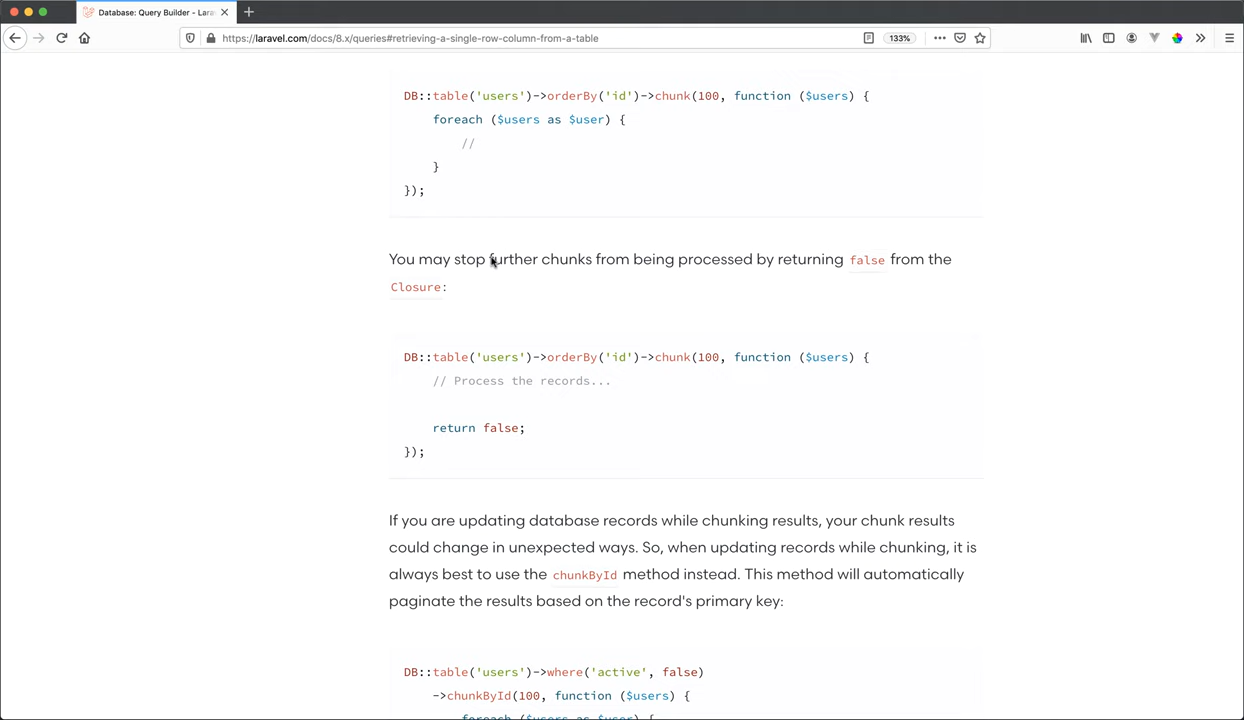 Database: Query Builder - Lara
https://laravel.com/docs/8.x/queries#retrieving-a-single-row-column-from-a-table
133%
DB::table('users')->orderBy('id')->chunk(100, function ($users) {
foreach ($users as $user) {
//
}
});
You may stop further chunks from being processed by returning false from the
Closure:
DB::table('users')->orderBy('id')->chunk(100, function ($users) {
// Process the records...
return false;
});
If you are updating database records while chunking results, your chunk results
could change in unexpected ways. So, when updating records while chunking, it is
always best to use the chunkById method instead. This method will automatically
paginate the results based on the record's primary key:
DB::table('users')->where('active', false)
->chunkById(100, function ($users) {
foreach ($users as $user) {